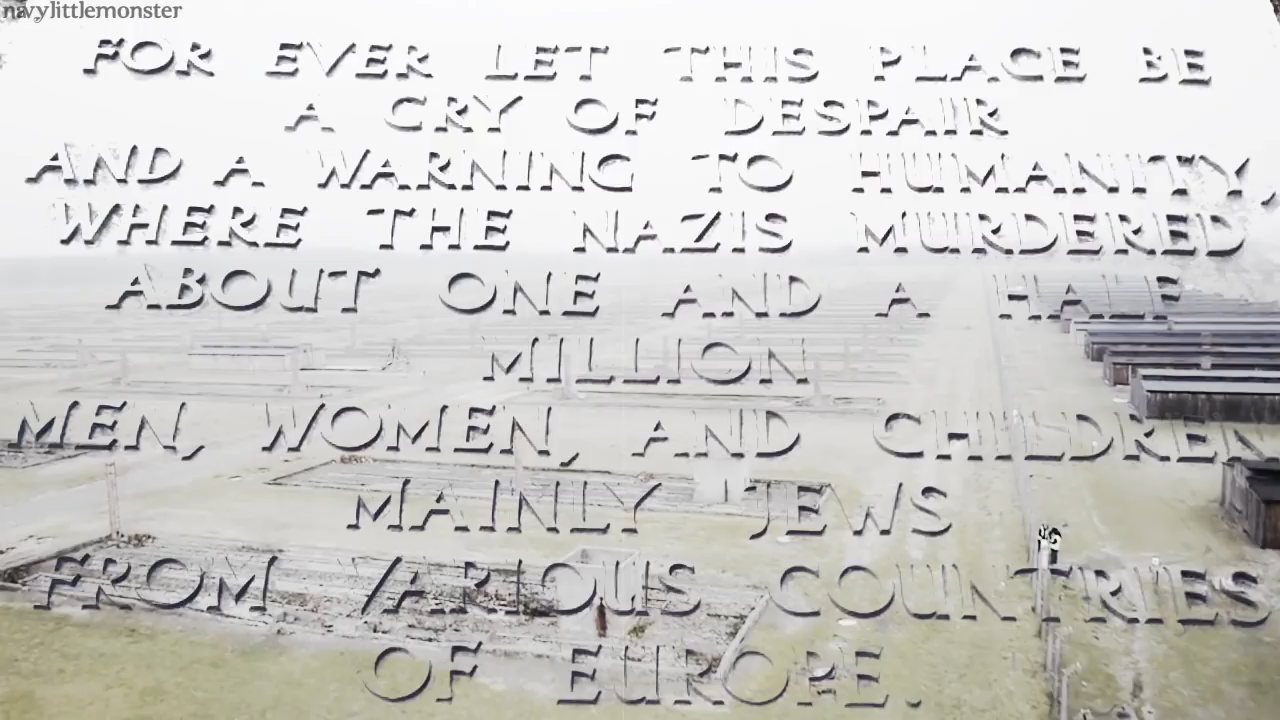 navylittlemonster
FOR EVER LET THIS PLACE BE
A CRY OF DESPAIR
AND A WARNING TO HUMANITY,
WHERE THE NAZIS MURDERED
ABOUT ONE AND A HALF
MILLION
MEN, WOMEN, AND CHILDREN
MAINLY JEWS
FROM VARIOUS COUNTRIES
OF EUROPE.